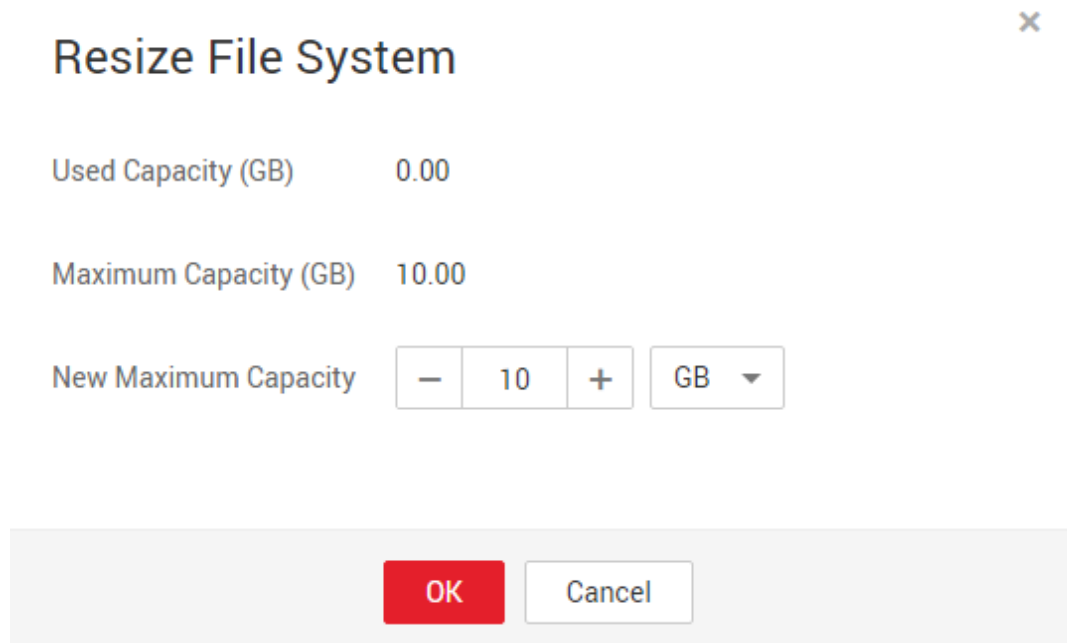 ×
Resize File System
Used Capacity (GB) 0.00
Maximum Capacity (GB) 10.00
New Maximum Capacity − 10 + GB
OK Cancel